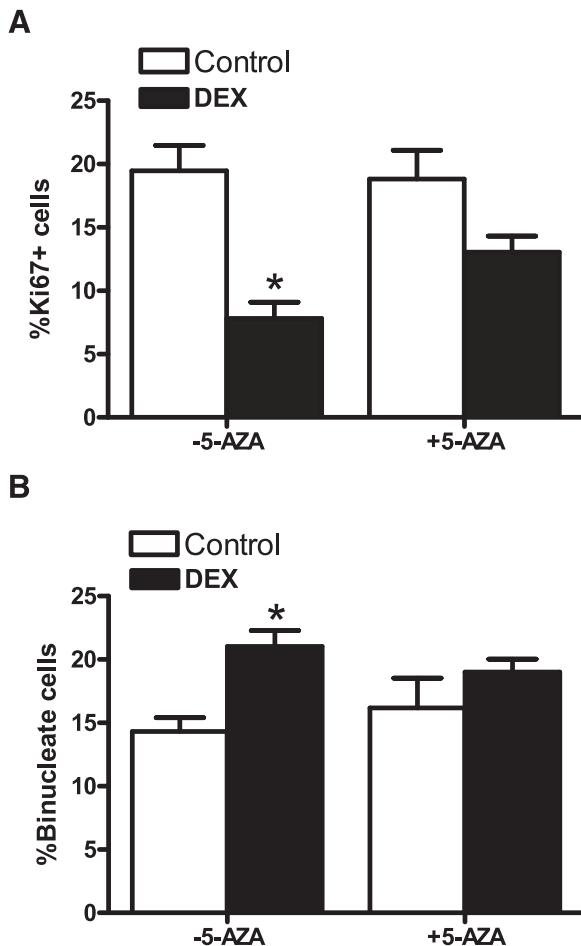 A
Control
DEX
%Ki67+ cells
25
20
15
10
5
0
*
-5-AZA +5-AZA
B
Control
DEX
%Binucleate cells
25
20
15
10
5
0
*
-5-AZA +5-AZA